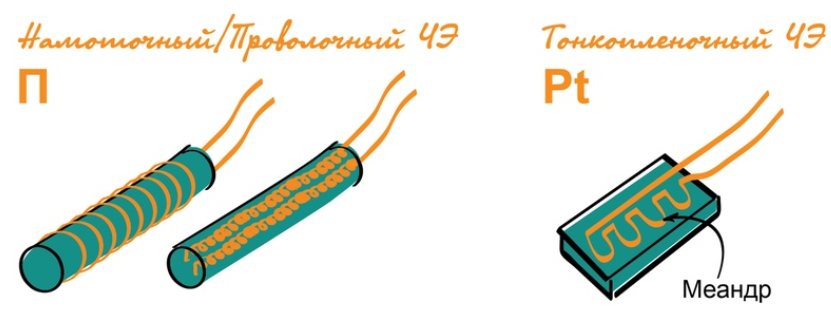 Намоточный/Проволочный ЧЭ
П
Тонкопленочный ЧЭ
Pt
Меандр